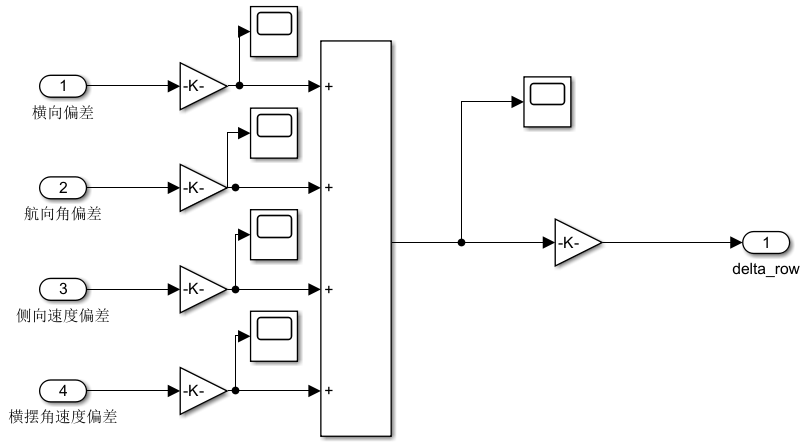 1
-K-
+
横向偏差
2
-K-
+
航向角偏差
3
-K-
+
侧向速度偏差
4
-K-
+
横摆角速度偏差
-K-
1
delta_row